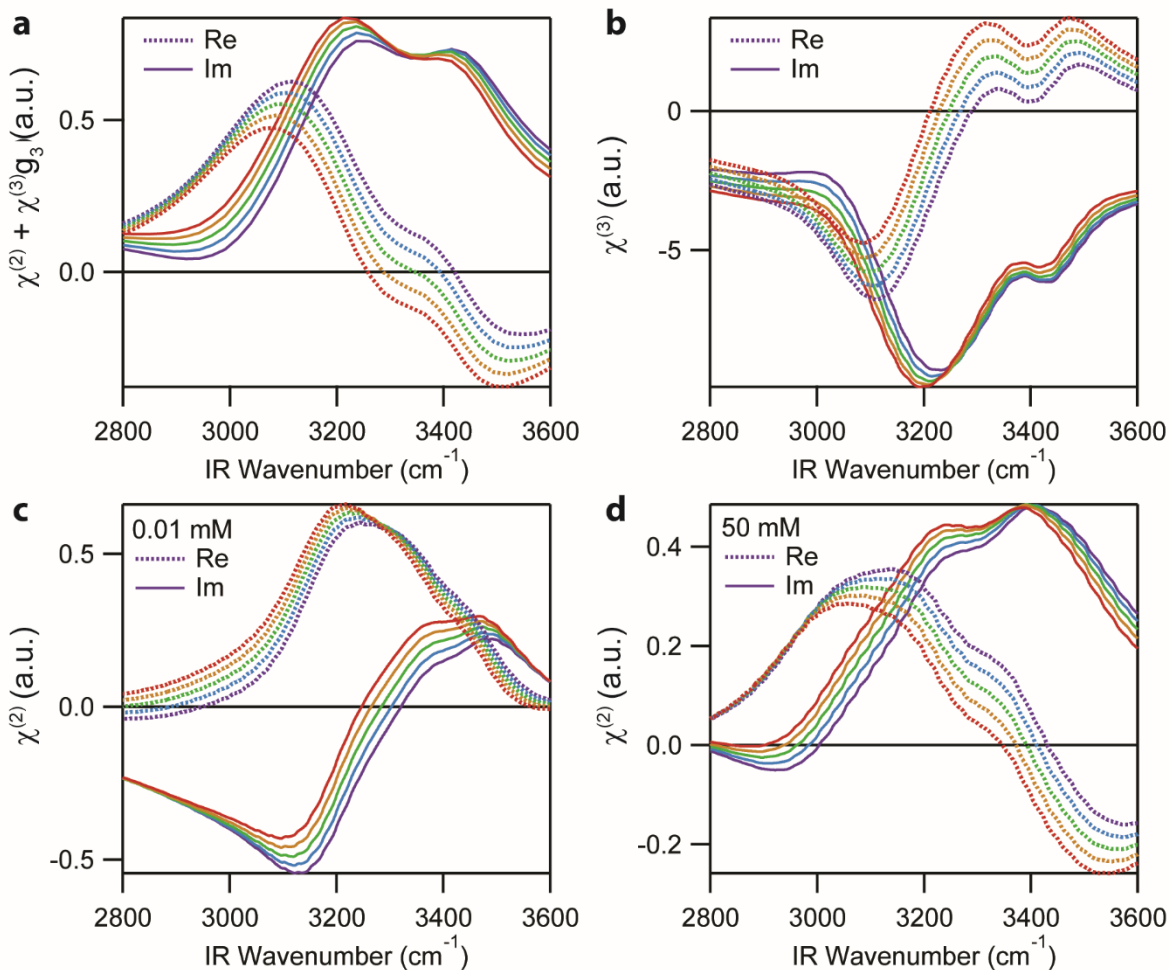 a
Re
Im
χ(2) + χ(3)g3 (a.u.)
0.5
0.0
2800 3000 3200 3400 3600
IR Wavenumber (cm-1)
b
Re
Im
χ(3) (a.u.)
0
-5
2800 3000 3200 3400 3600
IR Wavenumber (cm-1)
c
0.01 mM
Re
Im
χ(2) (a.u.)
0.5
0.0
-0.5
2800 3000 3200 3400 3600
IR Wavenumber (cm-1)
d
50 mM
Re
Im
χ(2) (a.u.)
0.4
0.2
0.0
-0.2
2800 3000 3200 3400 3600
IR Wavenumber (cm-1)